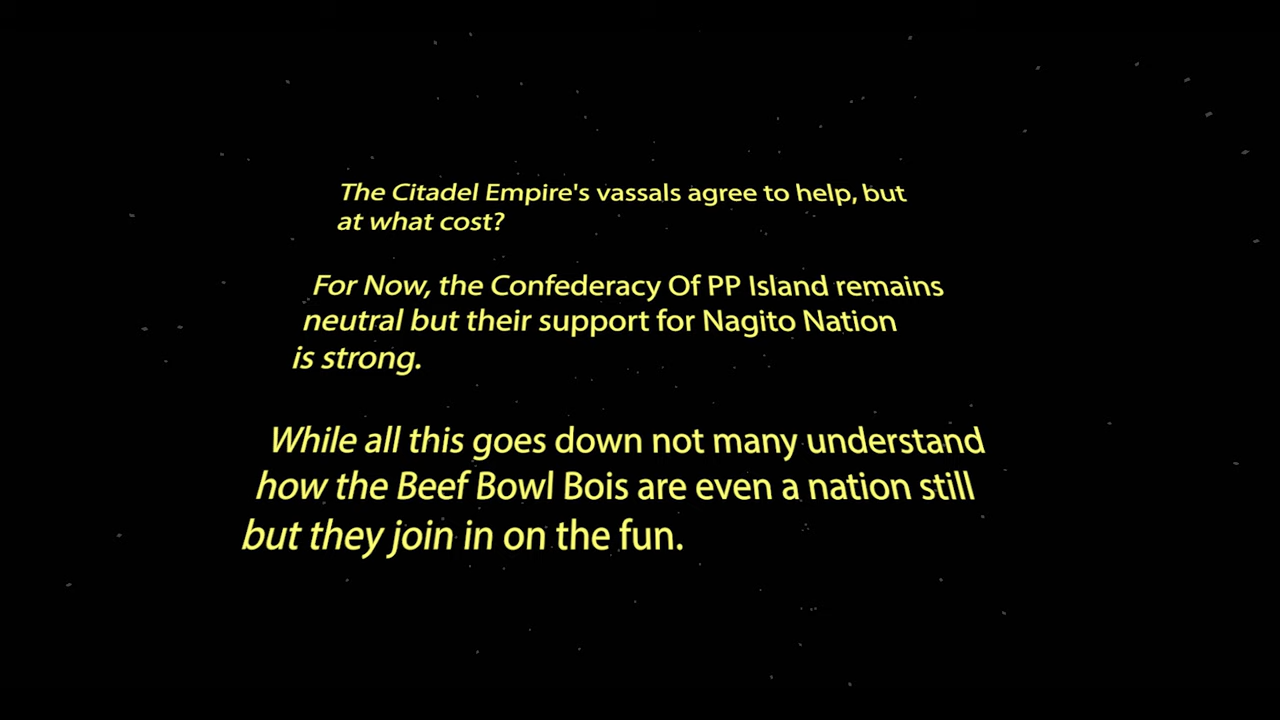 The Citadel Empire's vassals agree to help, but
at what cost?
For Now, the Confederacy Of PP Island remains
neutral but their support for Nagito Nation
is strong.
While all this goes down not many understand
how the Beef Bowl Bois are even a nation still
but they join in on the fun.